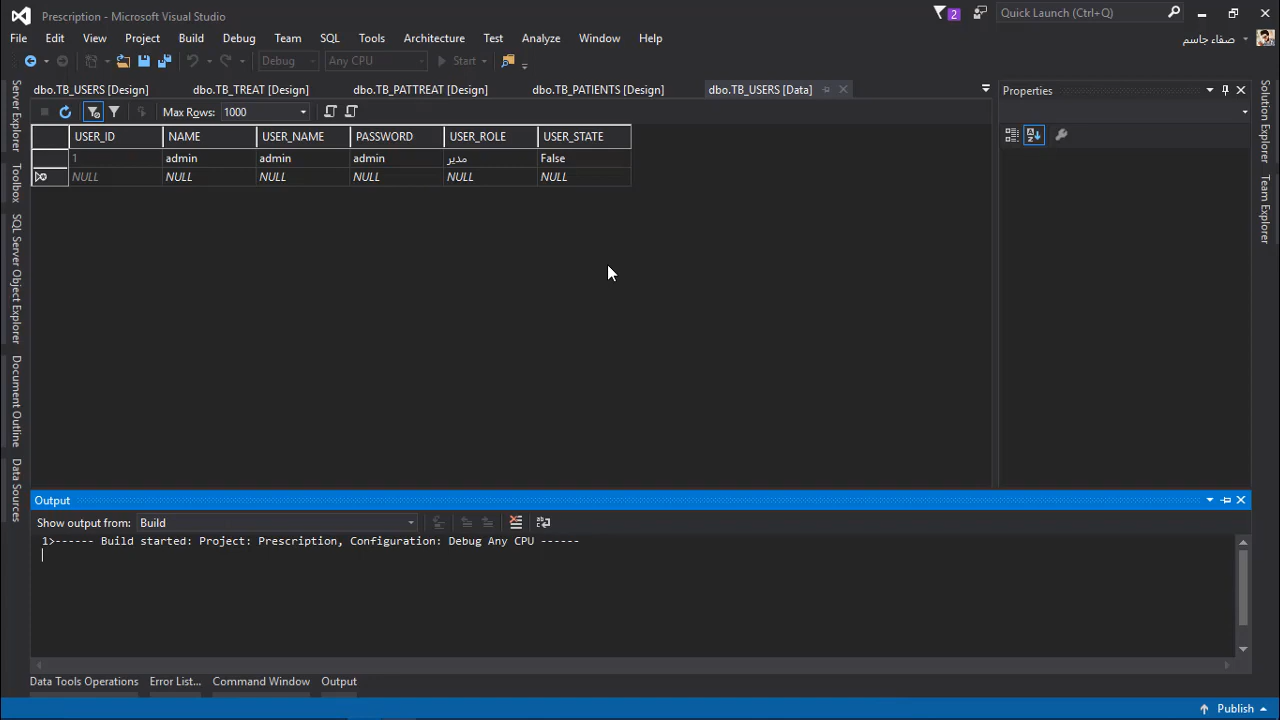 Prescription - Microsoft Visual Studio
2
Quick Launch (Ctrl+Q)
File Edit View Project Build Debug Team SQL Tools Architecture Test Analyze Window Help
صفاء جاسم
Debug Any CPU Start
dbo.TB_USERS [Design] dbo.TB_TREAT [Design] dbo.TB_PATTREAT [Design] dbo.TB_PATIENTS [Design] dbo.TB_USERS [Data]
Max Rows: 1000
USER_ID NAME USER_NAME PASSWORD USER_ROLE USER_STATE
1 admin admin admin مدير False
NULL NULL NULL NULL NULL NULL
Server Explorer
Toolbox
SQL Server Object Explorer
Document Outline
Data Sources
Properties
Solution Explorer
Team Explorer
Output
Show output from: Build
1>------ Build started: Project: Prescription, Configuration: Debug Any CPU ------
Data Tools Operations Error List... Command Window Output
Publish